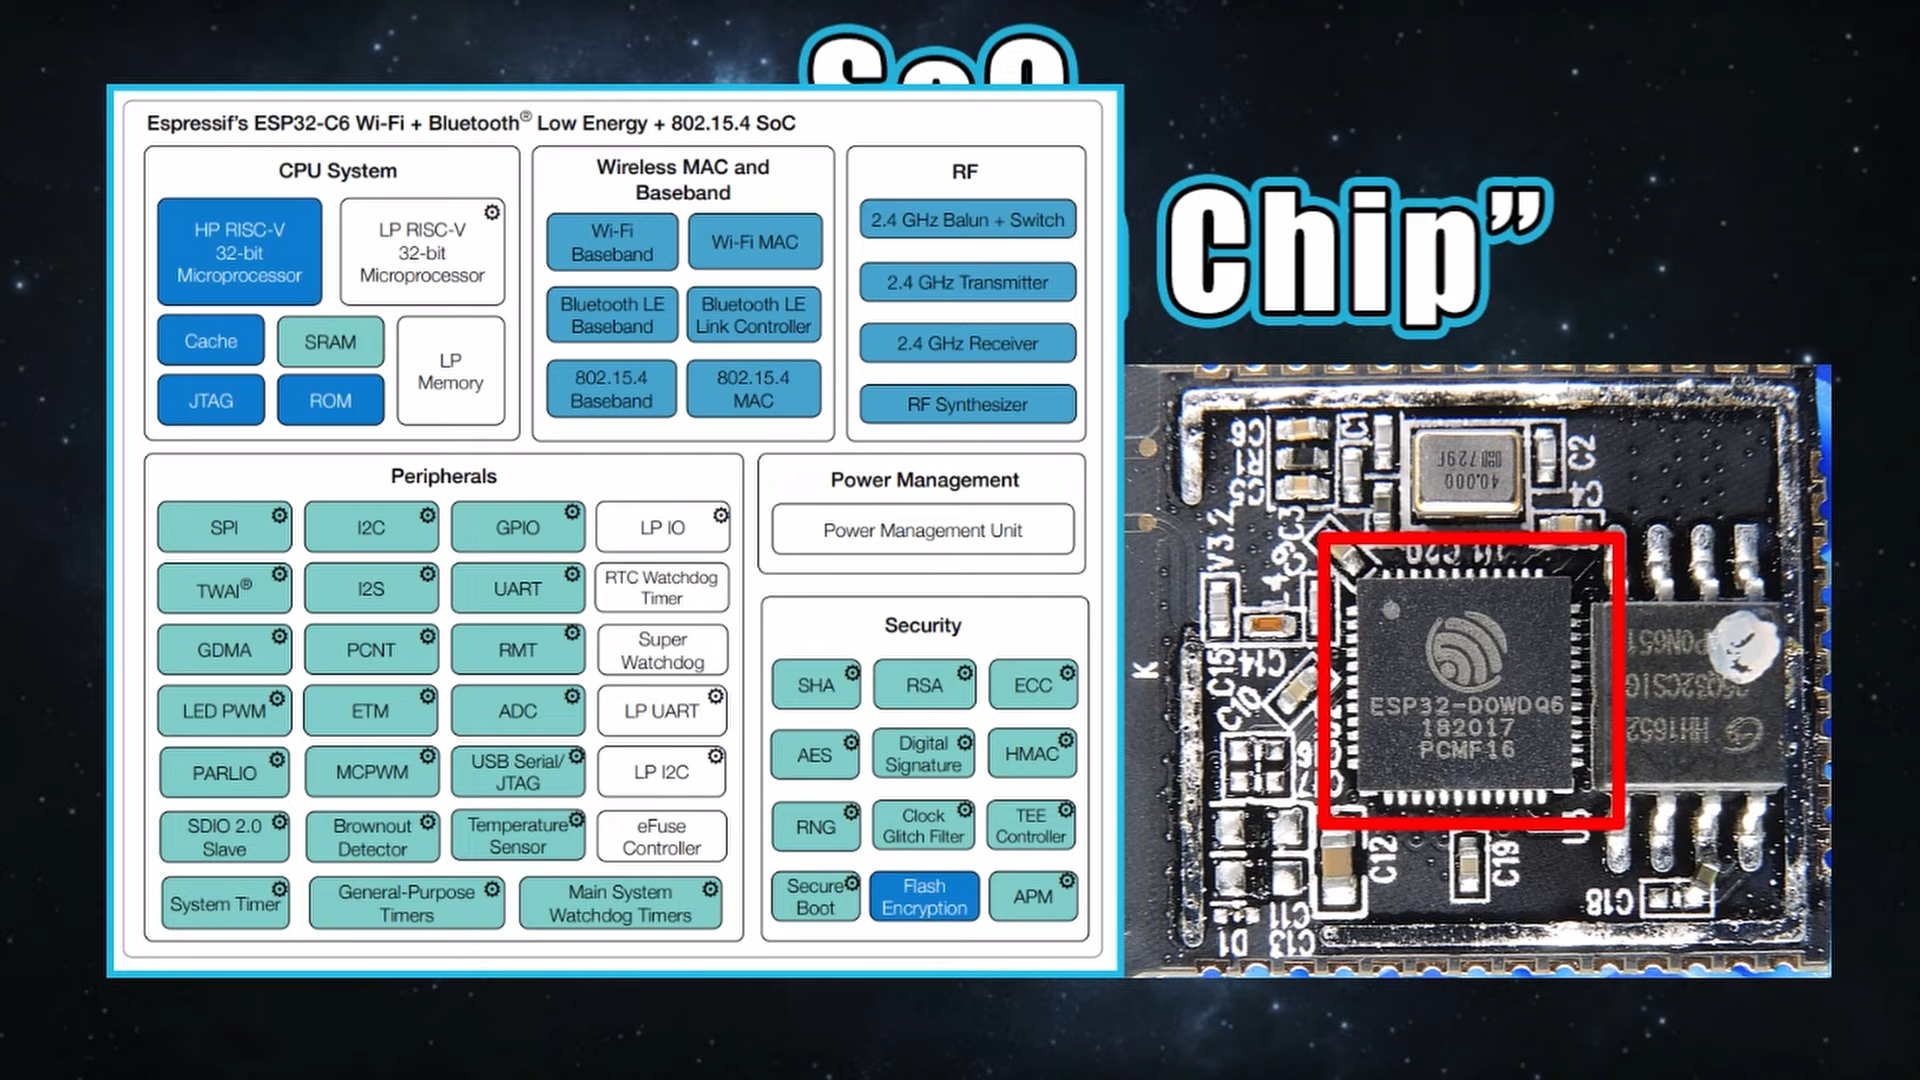 SoC
Chip”
Espressif’s ESP32-C6 Wi-Fi + Bluetooth® Low Energy + 802.15.4 SoC
CPU System
HP RISC-V
32-bit
Microprocessor
LP RISC-V
32-bit
Microprocessor
Cache
SRAM
LP
Memory
JTAG
ROM
Wireless MAC and
Baseband
Wi-Fi
Baseband
Wi-Fi MAC
Bluetooth LE
Baseband
Bluetooth LE
Link Controller
802.15.4
Baseband
802.15.4
MAC
RF
2.4 GHz Balun + Switch
2.4 GHz Transmitter
2.4 GHz Receiver
RF Synthesizer
Peripherals
SPI
I2C
GPIO
LP IO
TWAI®
I2S
UART
RTC Watchdog
Timer
GDMA
PCNT
RMT
Super
Watchdog
LED PWM
ETM
ADC
LP UART
PARLIO
MCPWM
USB Serial/
JTAG
LP I2C
SDIO 2.0
Slave
Brownout
Detector
Temperature
Sensor
eFuse
Controller
System Timer
General-Purpose
Timers
Main System
Watchdog Timers
Power Management
Power Management Unit
Security
SHA
RSA
ECC
AES
Digital
Signature
HMAC
RNG
Clock
Glitch Filter
TEE
Controller
Secure
Boot
Flash
Encryption
APM
C1
C2
C4
40.000
729F
V3.2
C3
C9
C20
C14
C15
C10
K
ESP32-D0WDQ6
182017
PCMF16
C12
C19
C18
C11
C13
D1